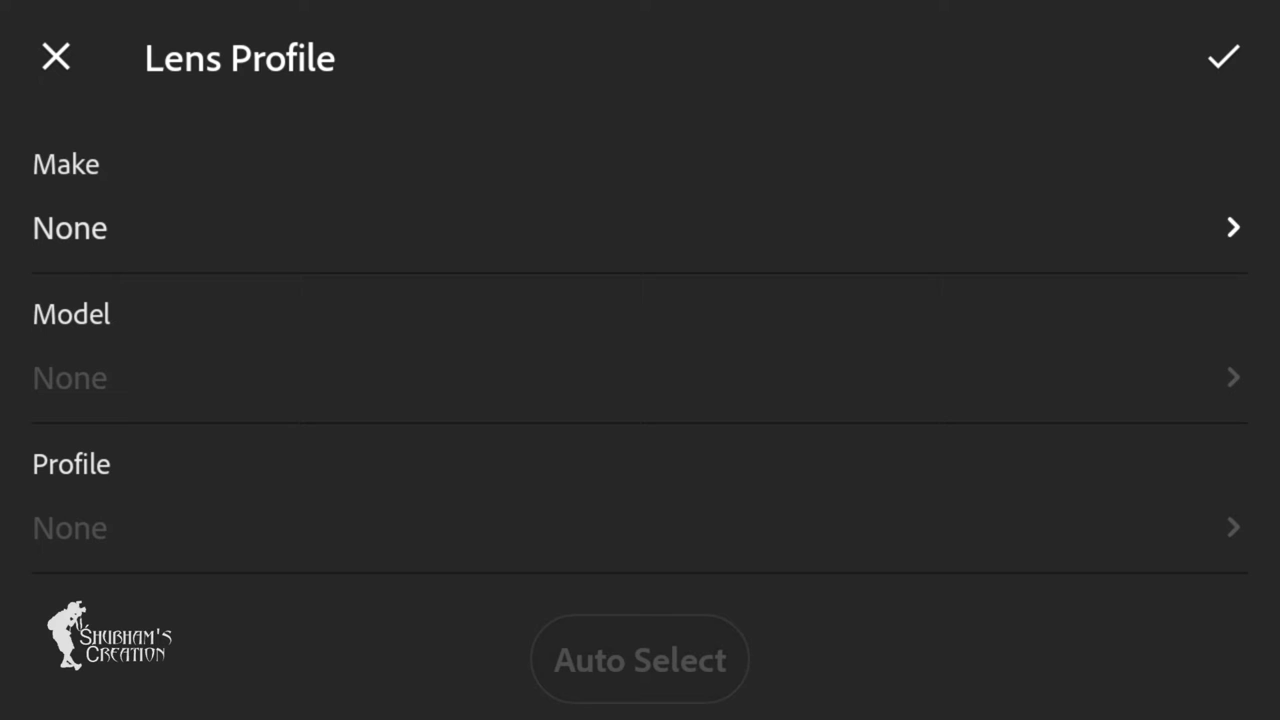 Lens Profile
Make
None
Model
None
Profile
None
SHUBHAM'S
CREATION
Auto Select